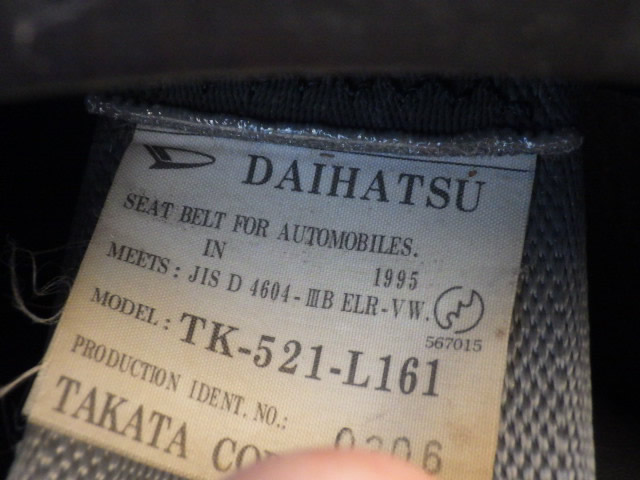 DAIHATSU
SEAT BELT FOR AUTOMOBILES.
IN 1995
MEETS : JIS D 4604-ⅢB ELR-VW.
567015
MODEL : TK-521-L161
PRODUCTION IDENT. NO.: 0306
TAKATA